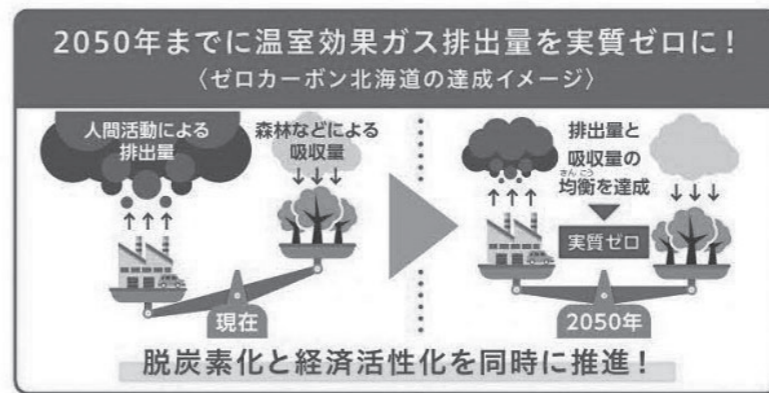 2050年までに温室効果ガス排出量を実質ゼロに!
〈ゼロカーボン北海道の達成イメージ〉
人間活動による
排出量
森林などによる
吸収量
現在
排出量と
吸収量の
きんこう
均衡を達成
実質ゼロ
2050年
脱炭素化と経済活性化を同時に推進!